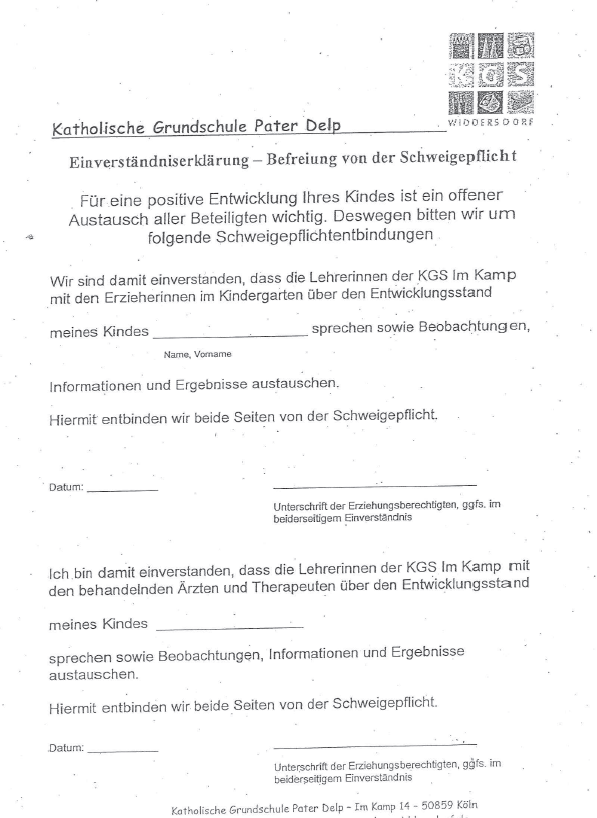 KGS
WIDDERSDORF
Katholische Grundschule Pater Delp
Einverständniserklärung – Befreiung von der Schweigepflicht
Für eine positive Entwicklung Ihres Kindes ist ein offener
Austausch aller Beteiligten wichtig. Deswegen bitten wir um
folgende Schweigepflichtentbindungen
Wir sind damit einverstanden, dass die Lehrerinnen der KGS Im Kamp
mit den Erzieherinnen im Kindergarten über den Entwicklungsstand
meines Kindes ____________________ sprechen sowie Beobachtungen,
Name, Vorname
Informationen und Ergebnisse austauschen.
Hiermit entbinden wir beide Seiten von der Schweigepflicht.
Datum: ____________
Unterschrift der Erziehungsberechtigten, ggfs. im
beiderseitigem Einverständnis
Ich bin damit einverstanden, dass die Lehrerinnen der KGS Im Kamp mit
den behandelnden Ärzten und Therapeuten über den Entwicklungsstand
meines Kindes ____________________
sprechen sowie Beobachtungen, Informationen und Ergebnisse
austauschen.
Hiermit entbinden wir beide Seiten von der Schweigepflicht.
Datum: ____________
Unterschrift der Erziehungsberechtigten, ggfs. im
beiderseitigem Einverständnis
Katholische Grundschule Pater Delp – Im Kamp 14 - 50859 Köln